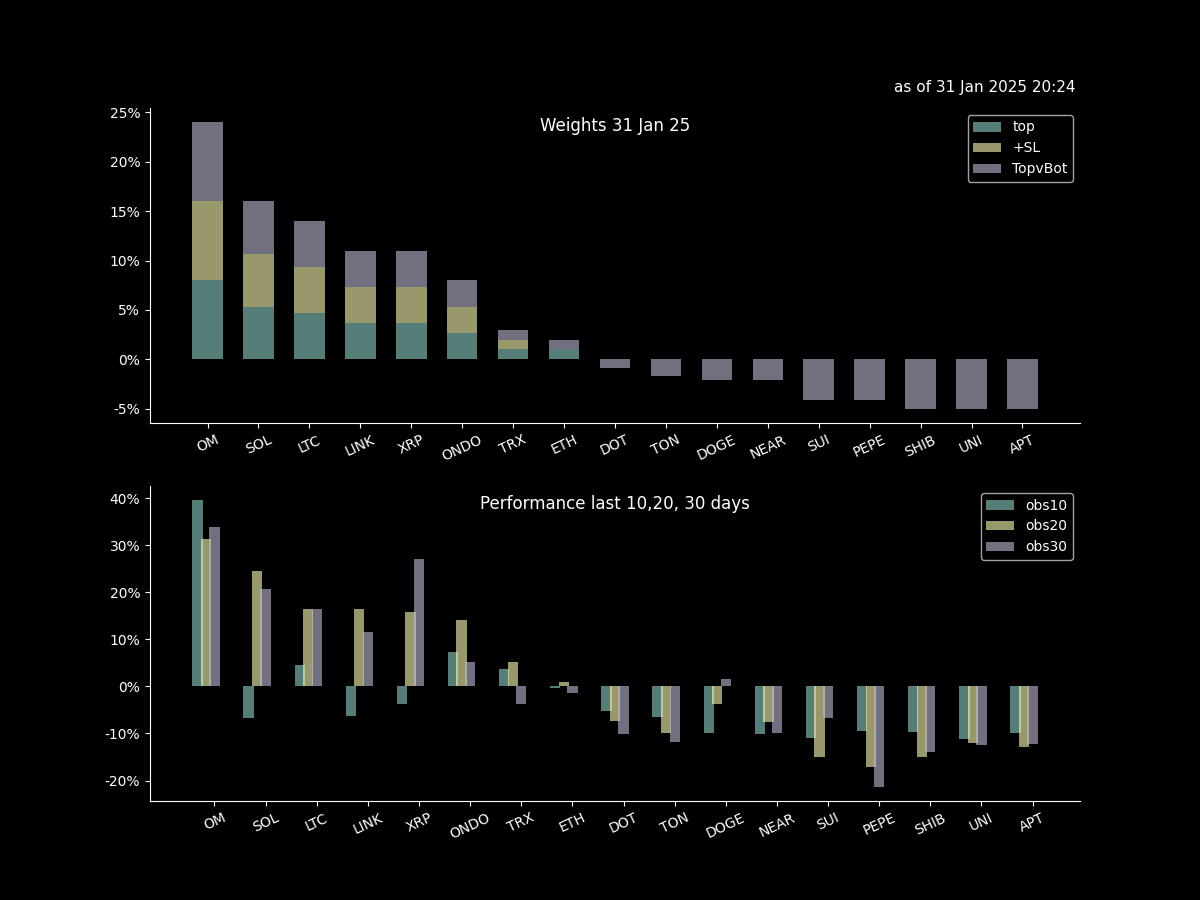 as of 31 Jan 2025 20:24
Weights 31 Jan 25
top
+SL
TopvBot
25%
20%
15%
10%
5%
0%
-5%
OM SOL LTC LINK XRP ONDO TRX ETH DOT TON DOGE NEAR SUI PEPE SHIB UNI APT
Performance last 10,20, 30 days
obs10
obs20
obs30
40%
30%
20%
10%
0%
-10%
-20%
OM SOL LTC LINK XRP ONDO TRX ETH DOT TON DOGE NEAR SUI PEPE SHIB UNI APT